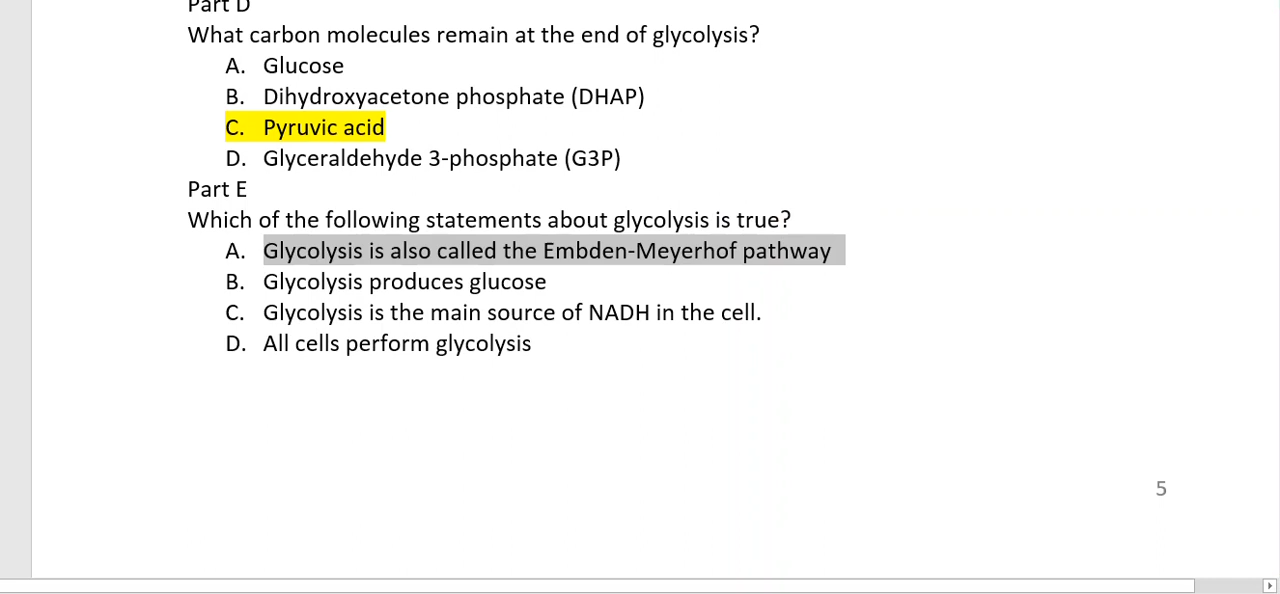 Part D
What carbon molecules remain at the end of glycolysis?
A. Glucose
B. Dihydroxyacetone phosphate (DHAP)
C. Pyruvic acid
D. Glyceraldehyde 3-phosphate (G3P)
Part E
Which of the following statements about glycolysis is true?
A. Glycolysis is also called the Embden-Meyerhof pathway
B. Glycolysis produces glucose
C. Glycolysis is the main source of NADH in the cell.
D. All cells perform glycolysis
5